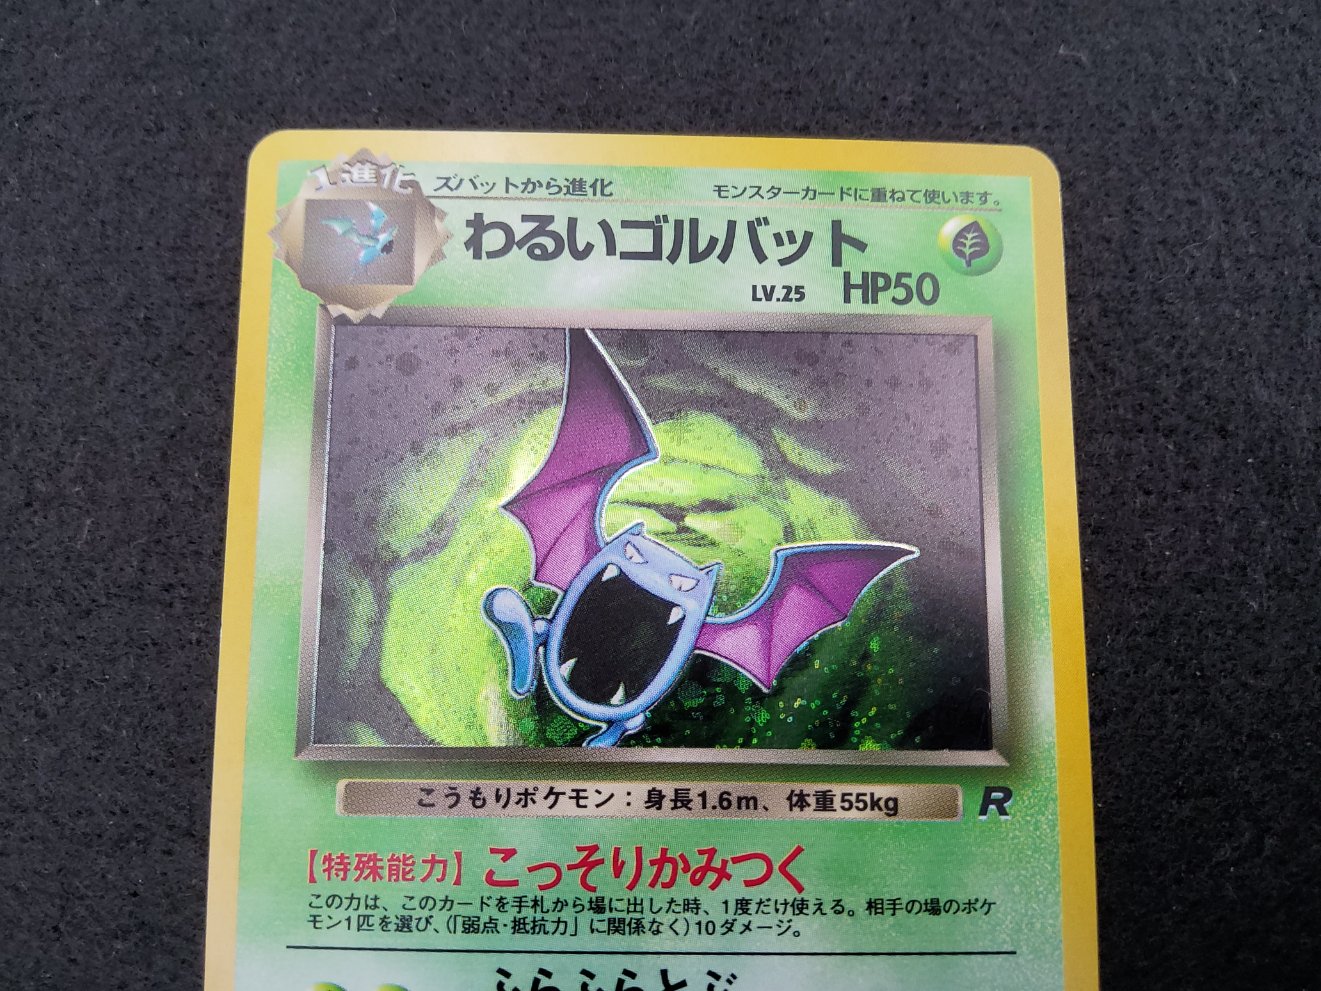 1進化
ズバットから進化
モンスターカードに重ねて使います。
わるいゴルバット
LV.25 HP50
こうもりポケモン：身長1.6m、体重55kg
R
【特殊能力】こっそりかみつく
この力は、このカードを手札から場に出した時、1度だけ使える。相手の場のポケ
モン1匹を選び、（「弱点・抵抗力」に関係なく）10ダメージ。
ふらふらとぶ